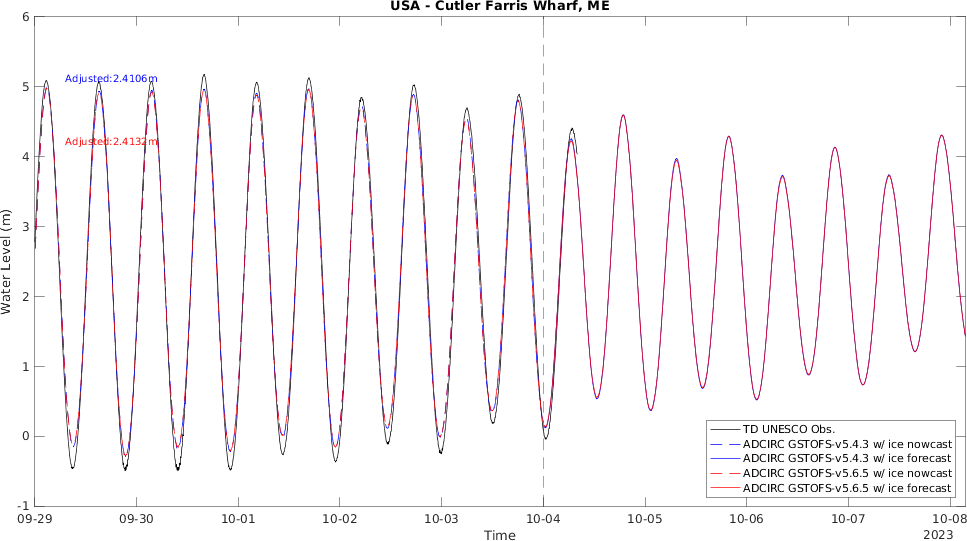 USA - Cutler Farris Wharf, ME
6
5
4
3
2
1
0
-1
Water Level (m)
Adjusted:2.4106m
Adjusted:2.4132m
TD UNESCO Obs.
ADCIRC GSTOFS-v5.4.3 w/ ice nowcast
ADCIRC GSTOFS-v5.4.3 w/ ice forecast
ADCIRC GSTOFS-v5.6.5 w/ ice nowcast
ADCIRC GSTOFS-v5.6.5 w/ ice forecast
09-29 09-30 10-01 10-02 10-03 10-04 10-05 10-06 10-07 10-08
2023
Time